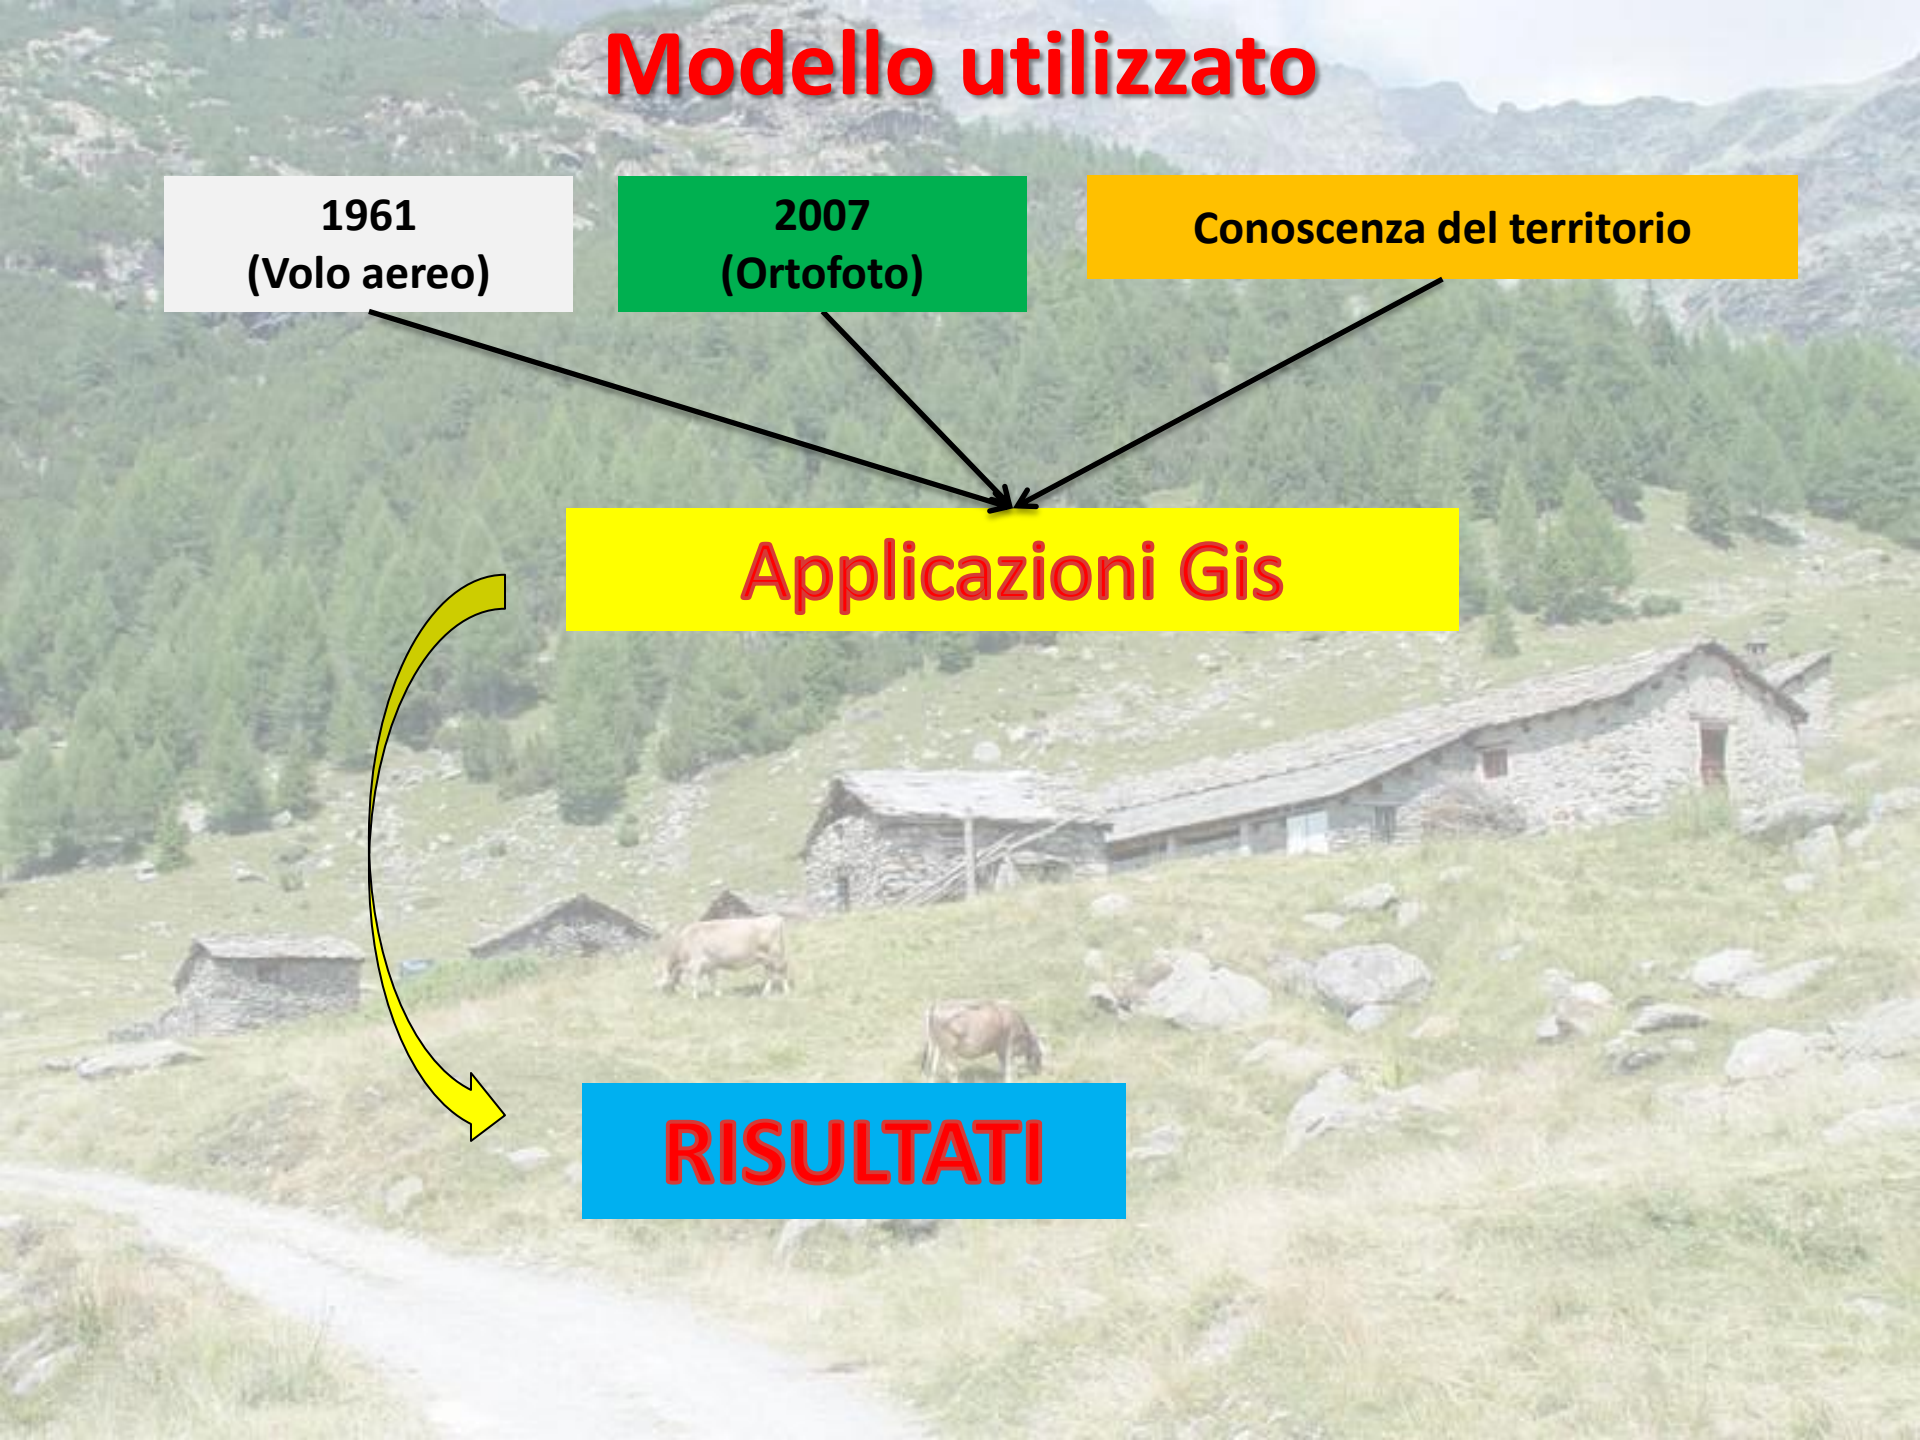 Modello utilizzato
1961
(Volo aereo)
2007
(Ortofoto)
Conoscenza del territorio
Applicazioni Gis
RISULTATI